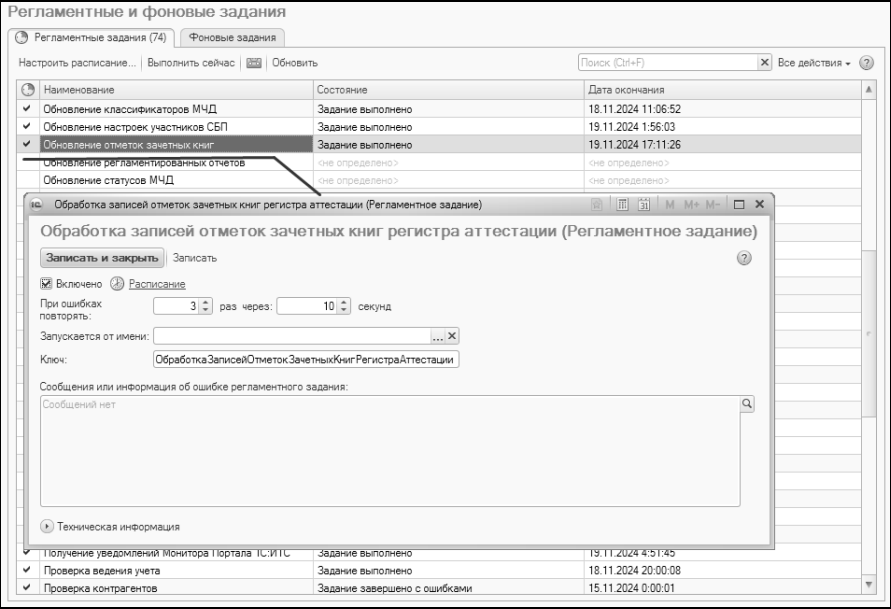 Регламентные и фоновые задания
Регламентные задания (74) Фоновые задания
Настроить расписание... Выполнить сейчас Обновить Поиск (Ctrl+F) Все действия
Наименование Состояние Дата окончания
Обновление классификаторов МЧД Задание выполнено 18.11.2024 11:06:52
Обновление настроек участников СБП Задание выполнено 19.11.2024 1:56:03
Обновление отметок зачетных книг Задание выполнено 19.11.2024 17:11:26
Обновление регламентированных отчетов <не определено> <не определено>
Обновление статусов МЧД <не определено> <не определено>
Обработка записей отметок зачетных книг регистра аттестации (Регламентное задание) M M+ M-
Обработка записей отметок зачетных книг регистра аттестации (Регламентное задание)
Записать и закрыть Записать
Включено Расписание
При ошибках повторять: 3 раз через: 10 секунд
Запускается от имени:
Ключ: ОбработкаЗаписейОтметокЗачетныхКнигРегистраАттестации
Сообщения или информация об ошибке регламентного задания:
Сообщений нет
Техническая информация
Получение уведомлений Монитора Портала 1С:ИТС Задание выполнено 19.11.2024 4:51:45
Проверка ведения учета Задание выполнено 18.11.2024 20:00:08
Проверка контрагентов Задание завершено с ошибками 15.11.2024 0:00:01